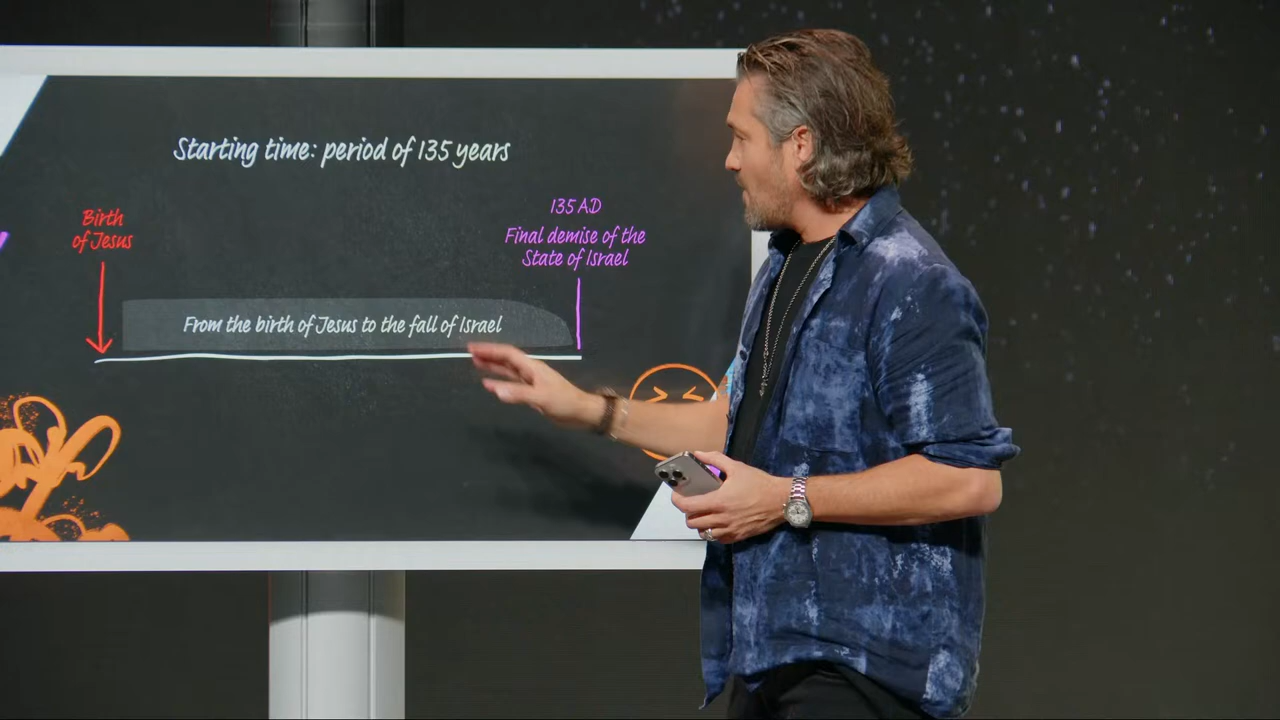 Starting time: period of 135 years
Birth
of Jesus
135 AD
Final demise of the
State of Israel
From the birth of Jesus to the fall of Israel